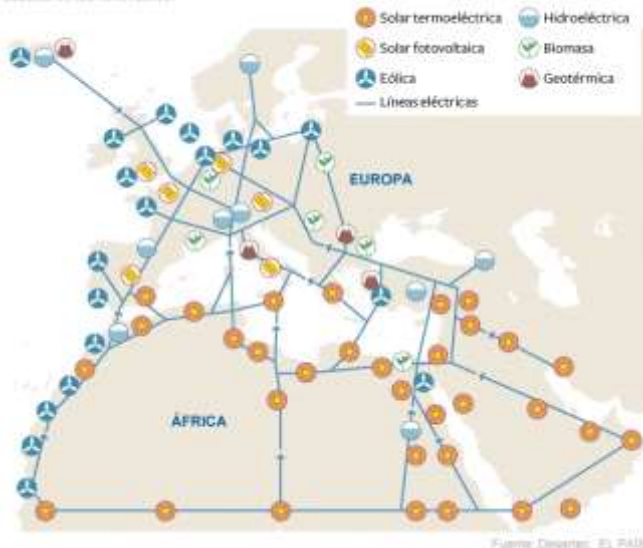 Solar termoeléctrica
Hidroeléctrica
Solar fotovoltaica
Biomasa
Eólica
Geotérmica
Líneas eléctricas
EUROPA
ÁFRICA
Fuente: Desertec. EL PAÍS